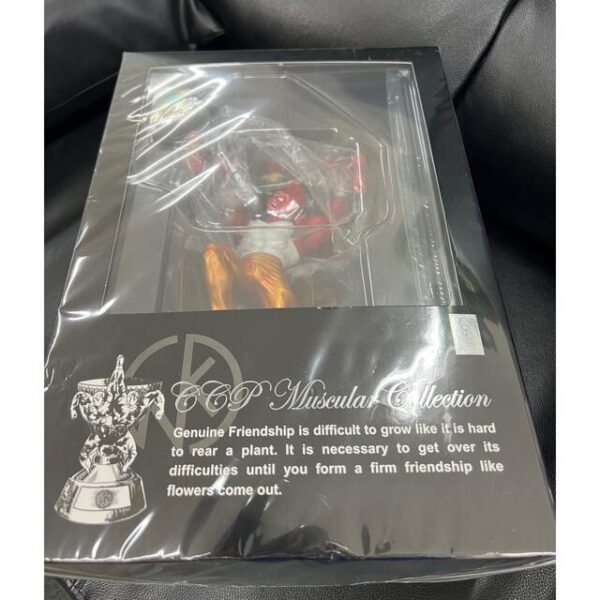 CCP Muscular Collection
Genuine Friendship is difficult to grow like it is hard
to rear a plant. It is necessary to get over its
difficulties until you form a firm friendship like
flowers come out.